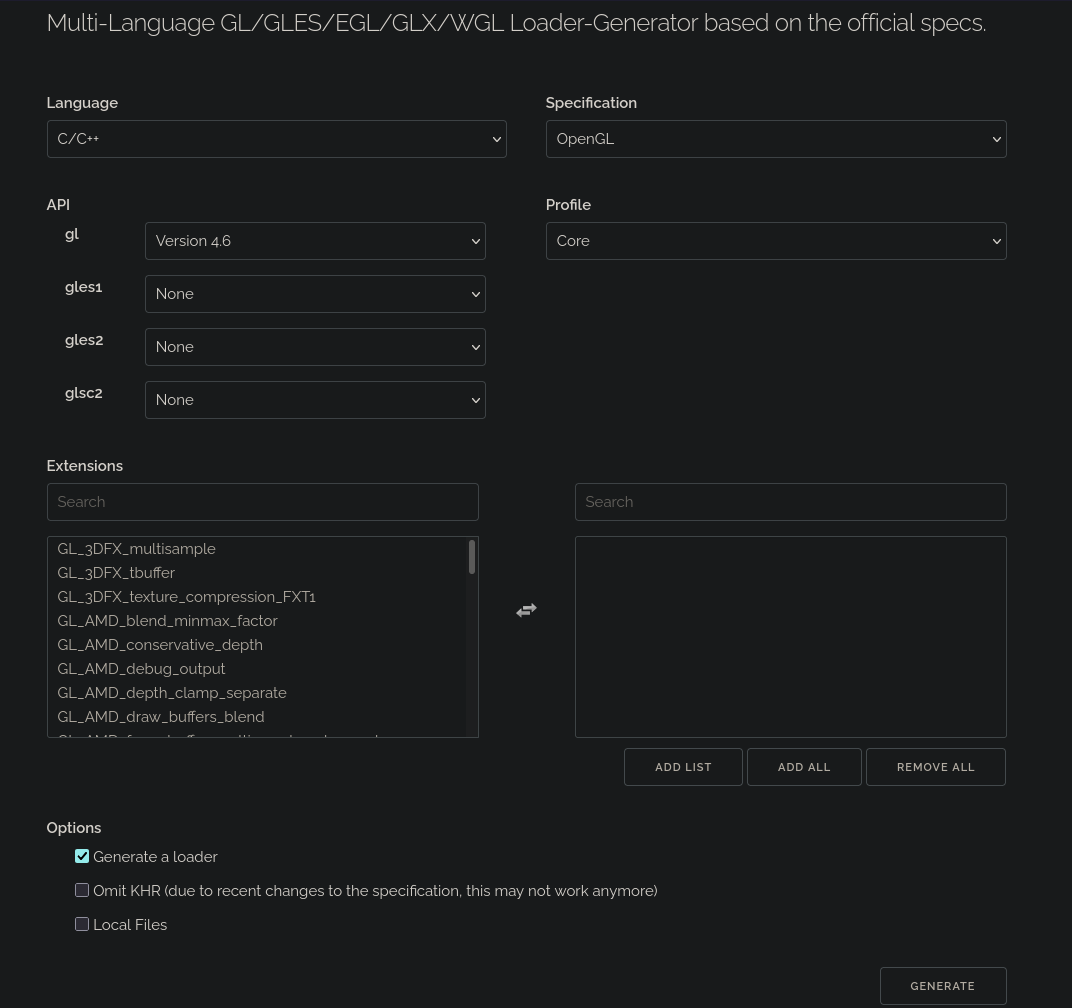 Multi-Language GL/GLES/EGL/GLX/WGL Loader-Generator based on the official specs.
Language
Specification
C/C++
OpenGL
API
Profile
gl
Version 4.6
Core
gles1
None
gles2
None
glsc2
None
Extensions
Search
Search
GL_3DFX_multisample
GL_3DFX_tbuffer
GL_3DFX_texture_compression_FXT1
GL_AMD_blend_minmax_factor
GL_AMD_conservative_depth
GL_AMD_debug_output
GL_AMD_depth_clamp_separate
GL_AMD_draw_buffers_blend
ADD LIST
ADD ALL
REMOVE ALL
Options
Generate a loader
Omit KHR (due to recent changes to the specification, this may not work anymore)
Local Files
GENERATE